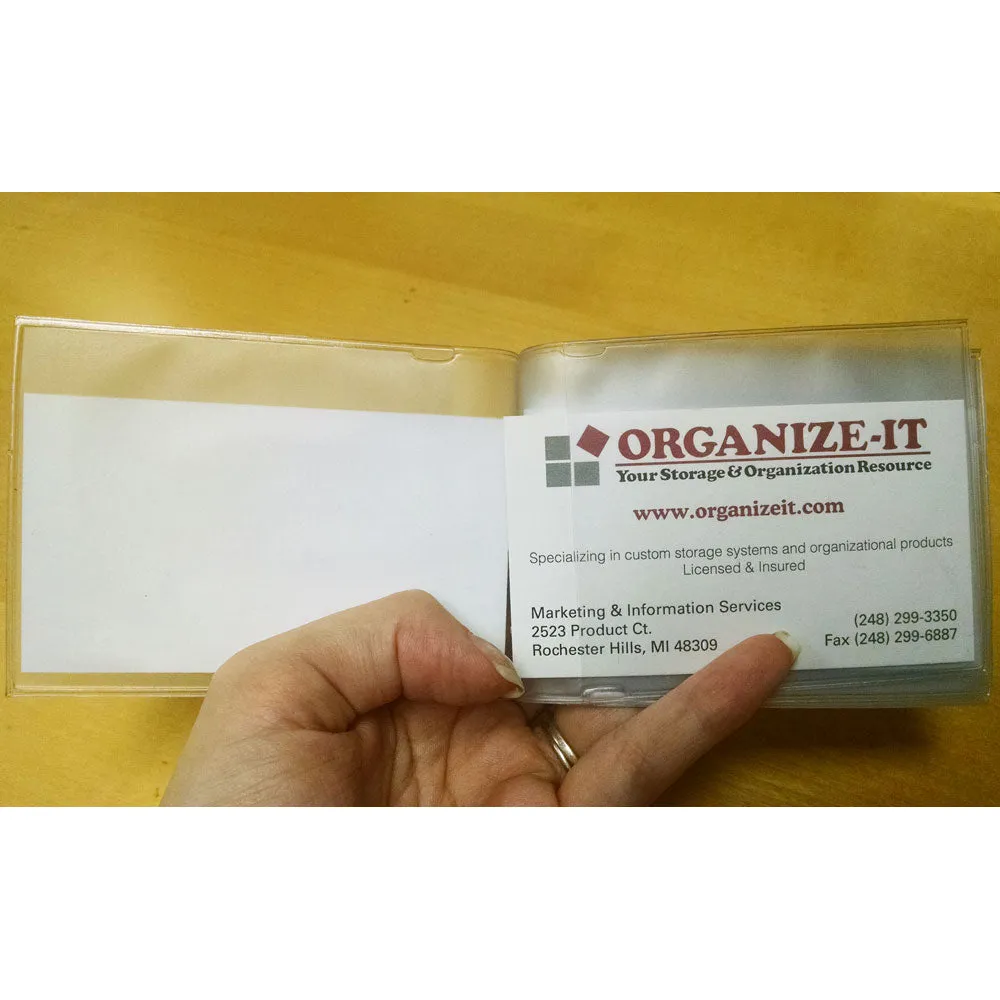 ORGANIZE-IT
Your Storage & Organization Resource
www.organizeit.com
Specializing in custom storage systems and organizational products
Licensed & Insured
Marketing & Information Services
2523 Product Ct.
Rochester Hills, MI 48309
(248) 299-3350
Fax (248) 299-6887